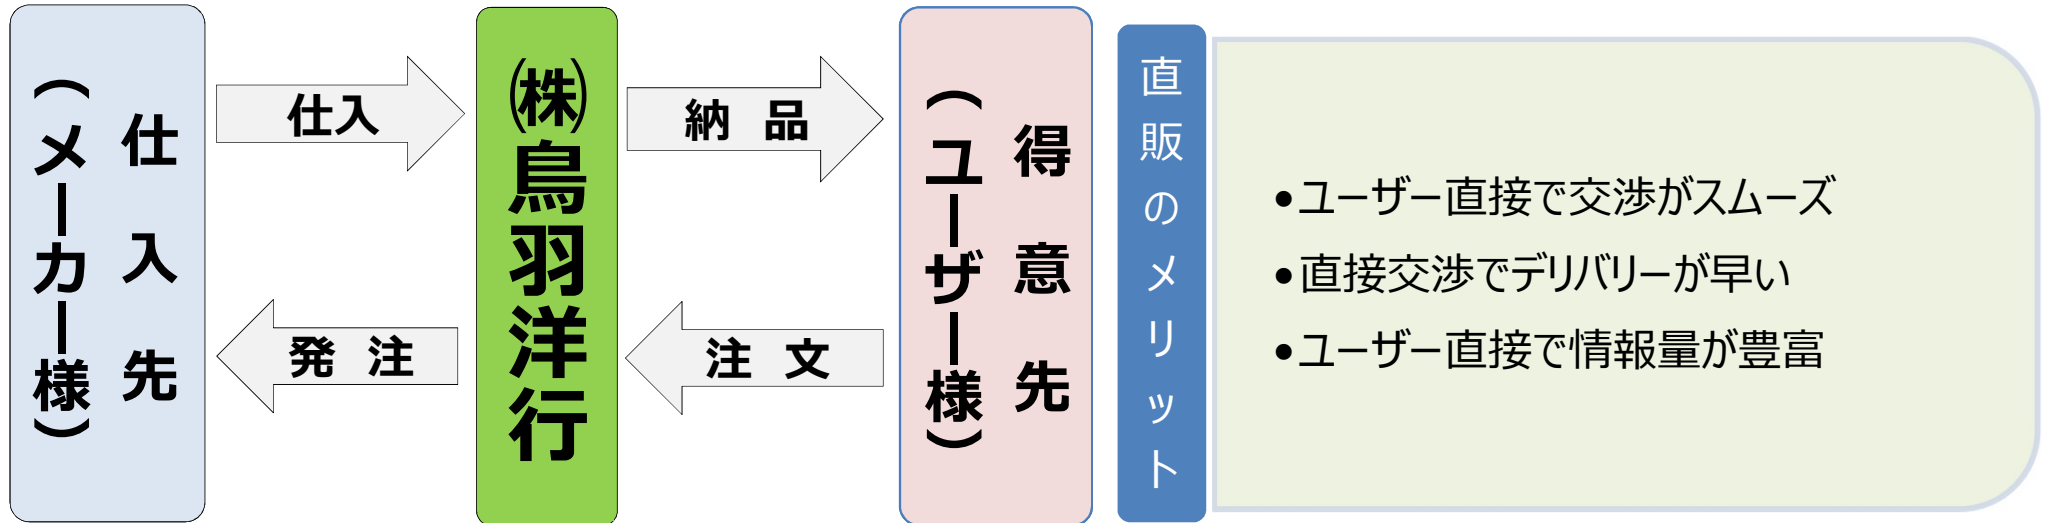 仕入先
(メーカー様)
仕入
発 注
㈱鳥羽洋行
納 品
注 文
得意先
(ユーザー様)
直販のメリット
•ユーザー直接で交渉がスムーズ
•直接交渉でデリバリーが早い
•ユーザー直接で情報量が豊富